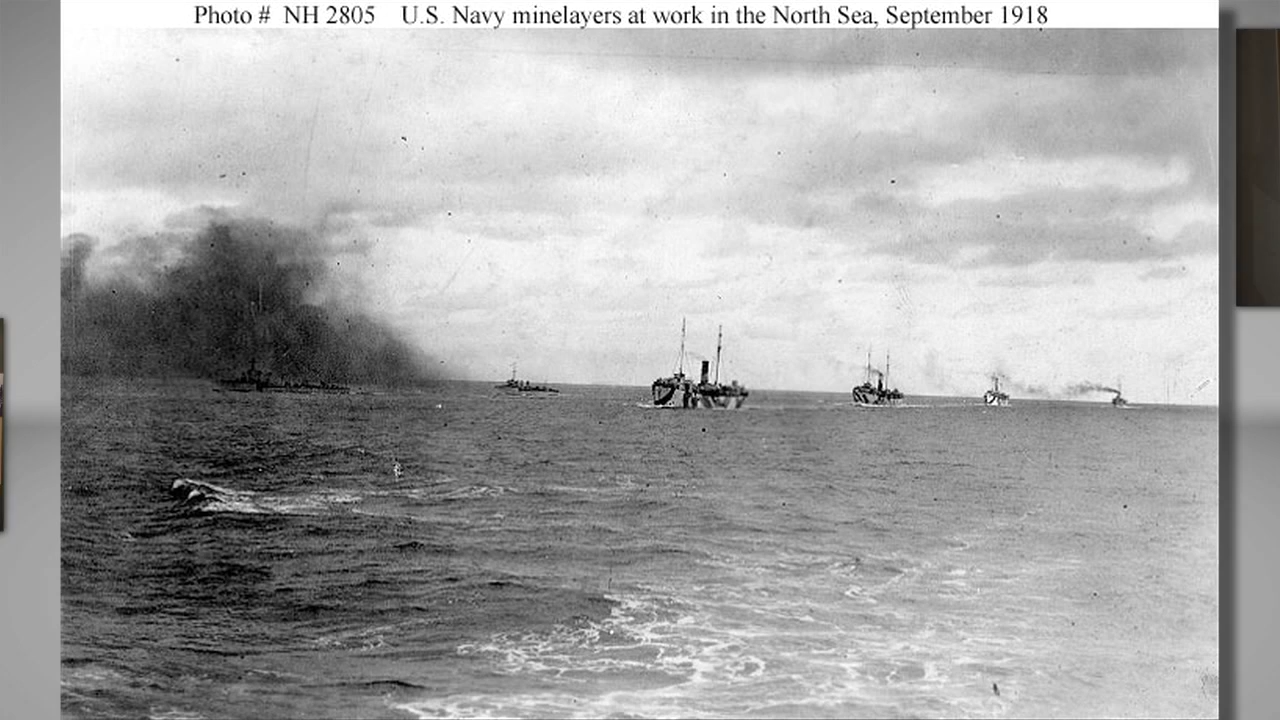 Photo #  NH 2805    U.S. Navy minelayers at work in the North Sea, September 1918